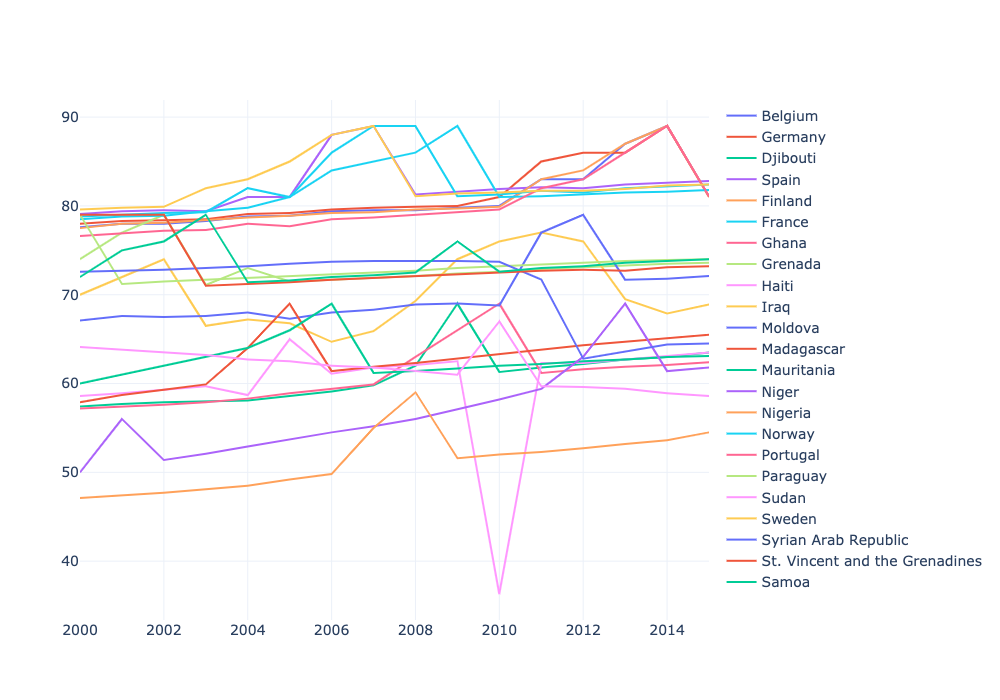 90
80
70
60
50
40
2000 2002 2004 2006 2008 2010 2012 2014
Belgium
Germany
Djibouti
Spain
Finland
France
Ghana
Grenada
Haiti
Iraq
Moldova
Madagascar
Mauritania
Niger
Nigeria
Norway
Portugal
Paraguay
Sudan
Sweden
Syrian Arab Republic
St. Vincent and the Grenadines
Samoa